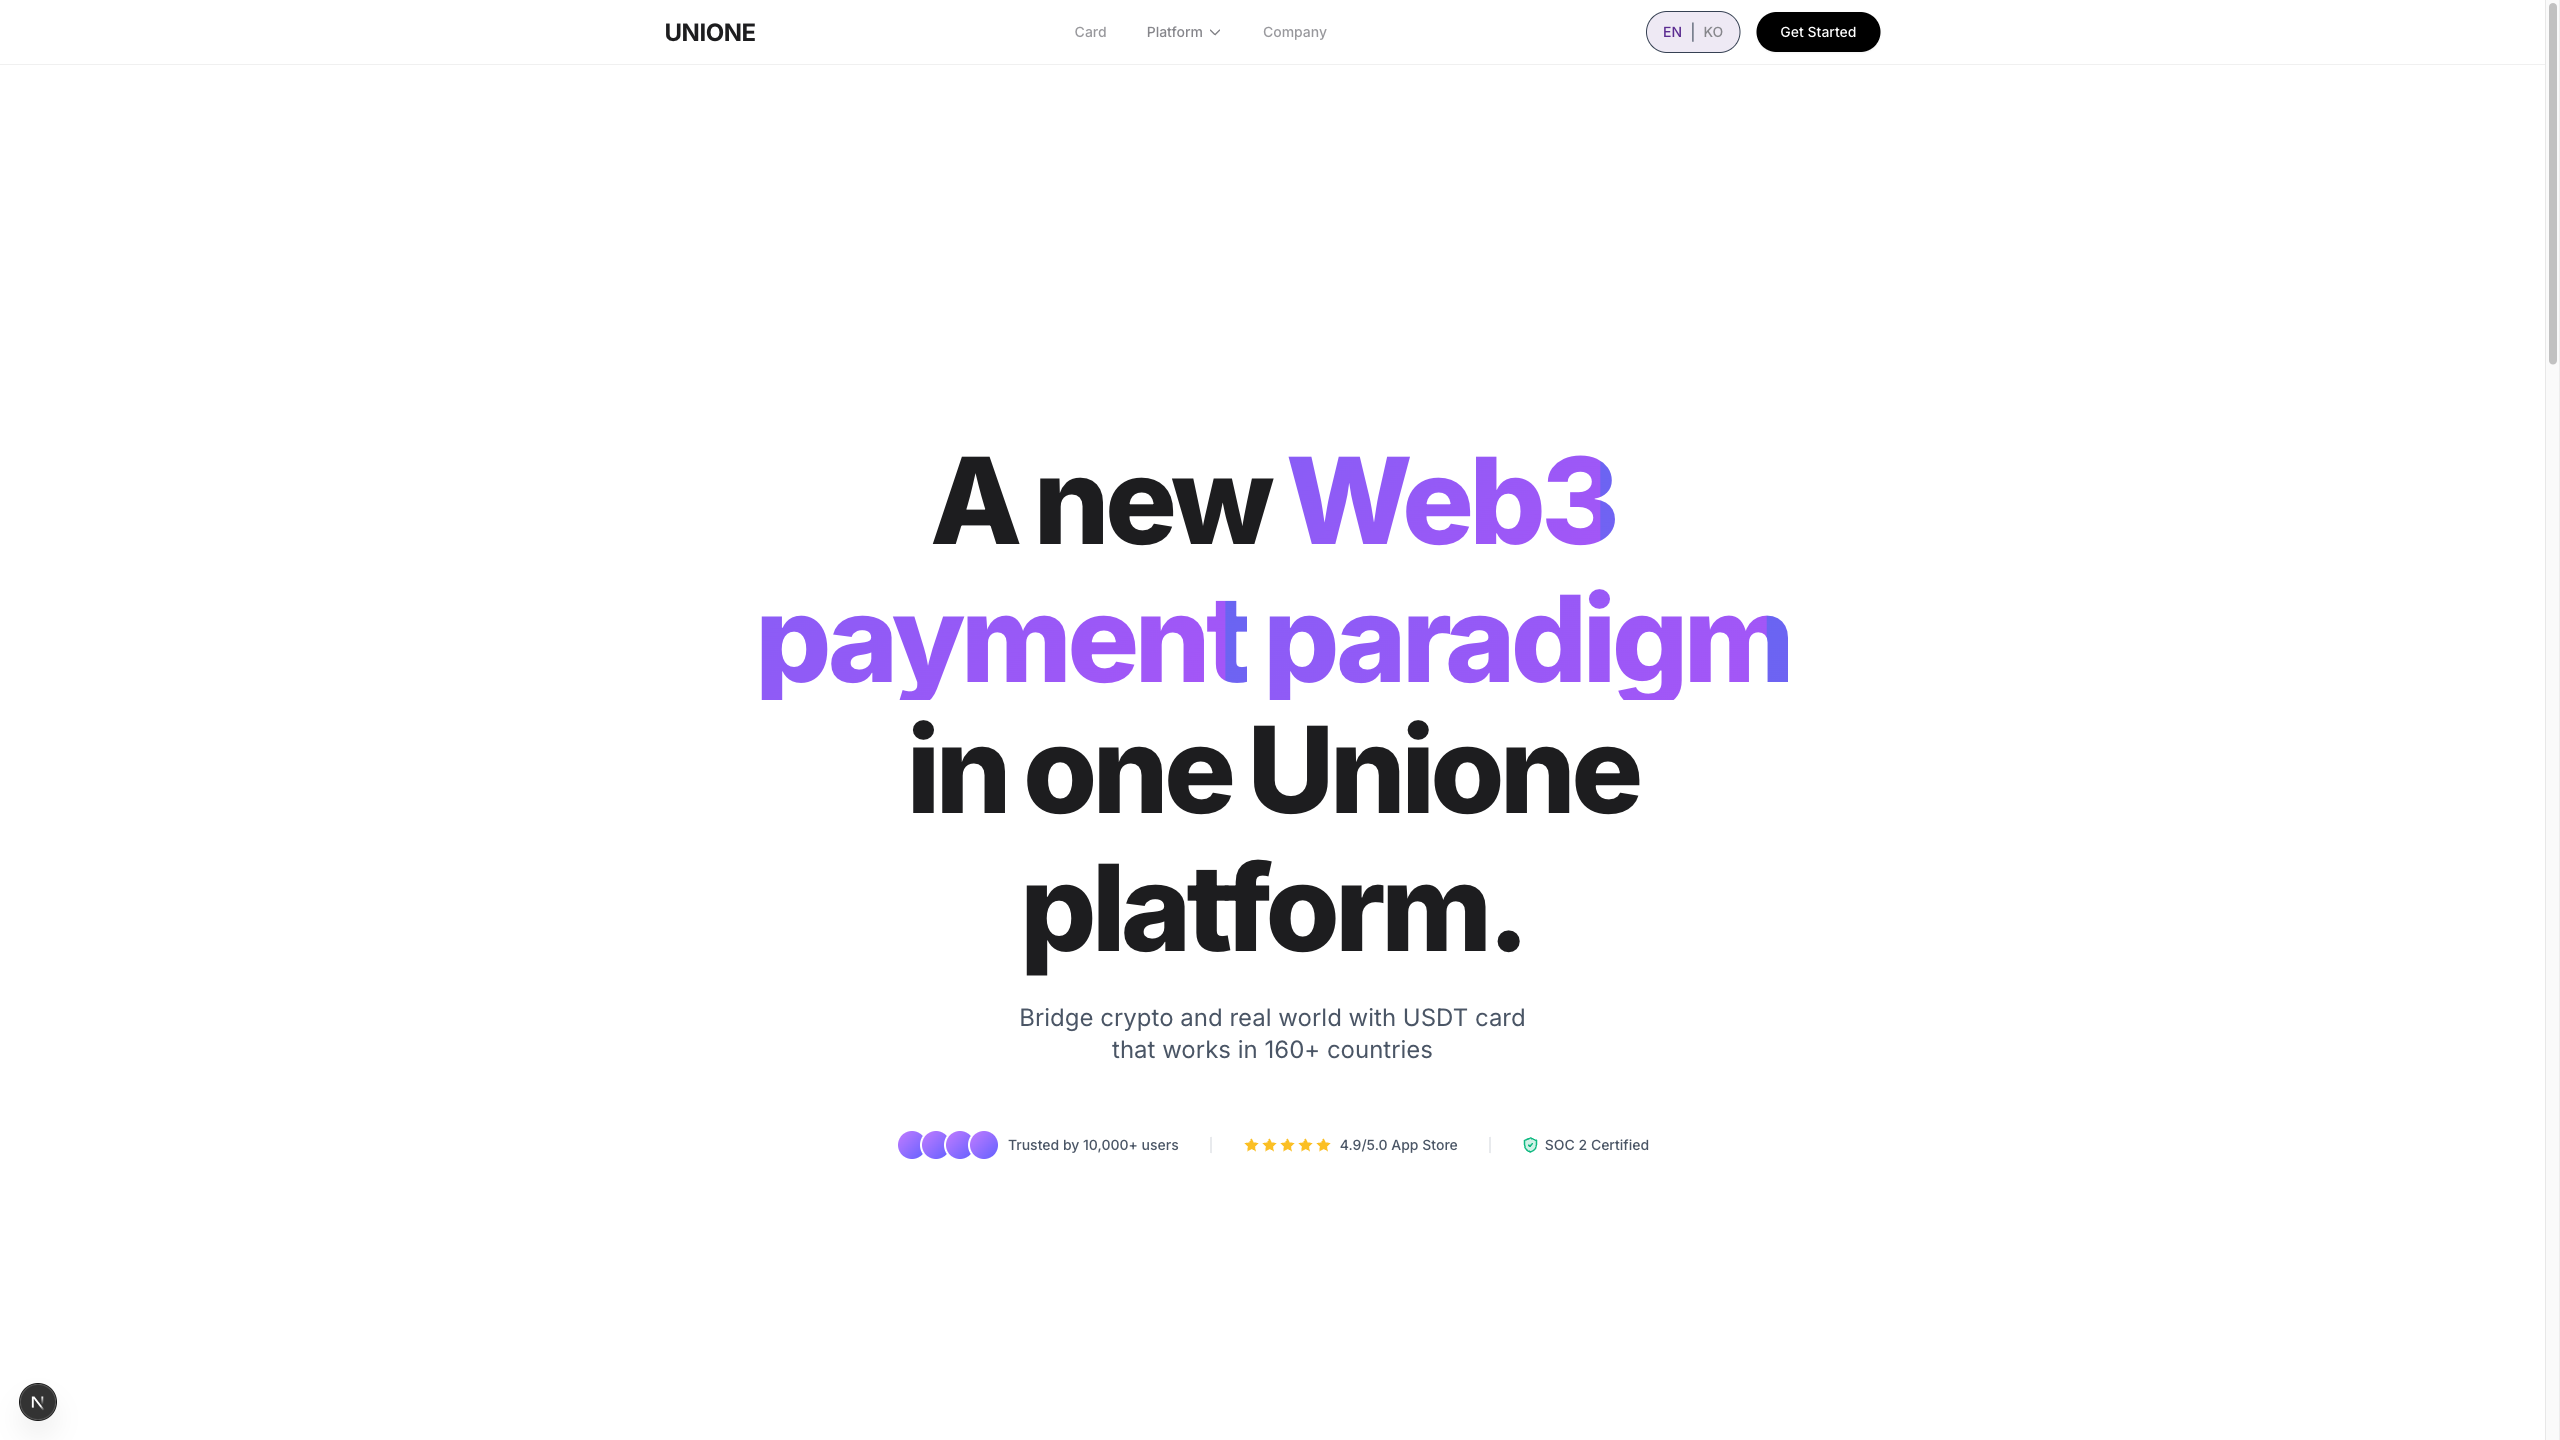 UNIONE
Card
Platform
Company
EN | KO
Get Started
A new Web3
payment paradigm
in one Unione
platform.
Bridge crypto and real world with USDT card
that works in 160+ countries
Trusted by 10,000+ users
4.9/5.0 App Store
SOC 2 Certified
N